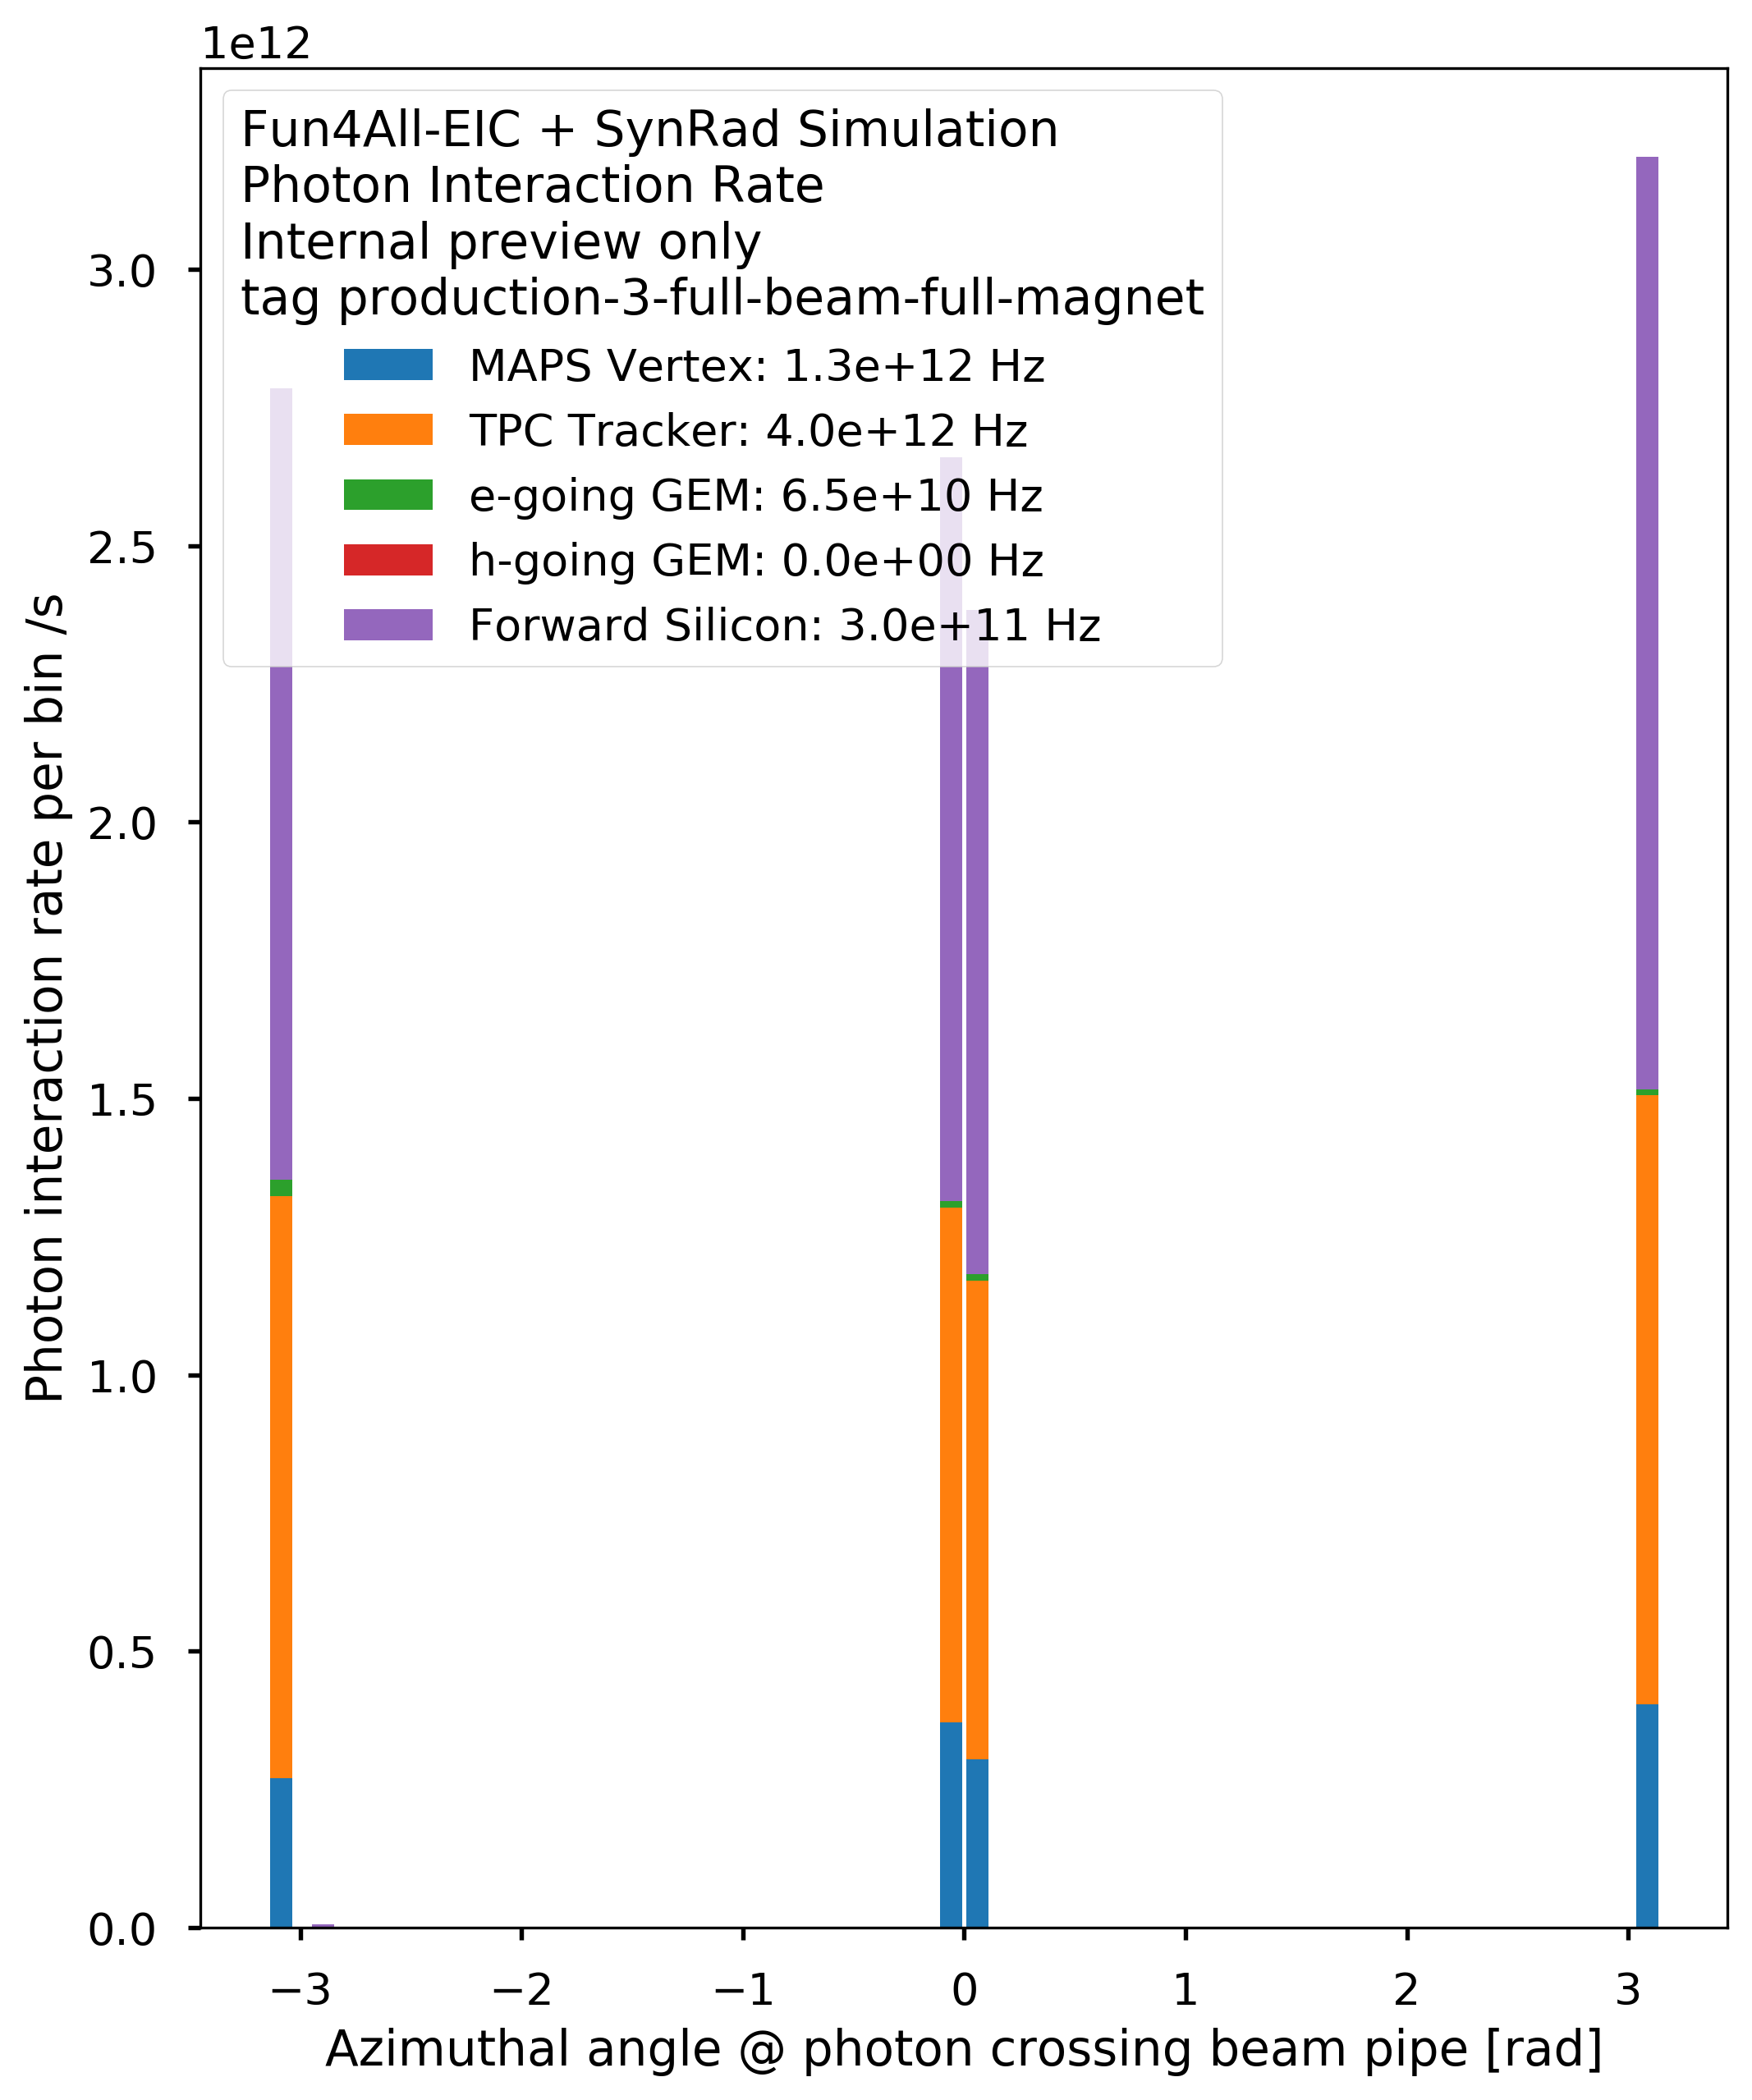 1e12
Fun4All-EIC + SynRad Simulation
Photon Interaction Rate
Internal preview only
tag production-3-full-beam-full-magnet
MAPS Vertex: 1.3e+12 Hz
TPC Tracker: 4.0e+12 Hz
e-going GEM: 6.5e+10 Hz
h-going GEM: 0.0e+00 Hz
Forward Silicon: 3.0e+11 Hz
Photon interaction rate per bin /s
3.0
2.5
2.0
1.5
1.0
0.5
0.0
−3 −2 −1 0 1 2 3
Azimuthal angle @ photon crossing beam pipe [rad]